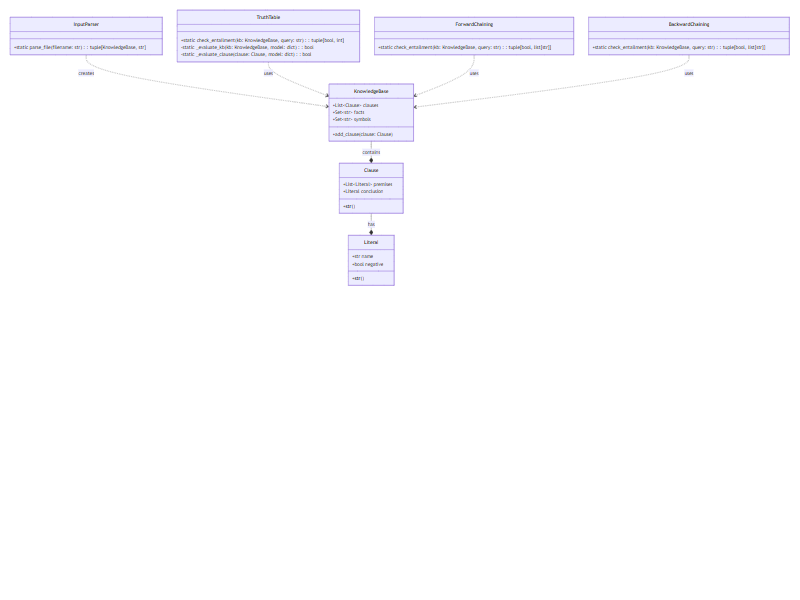 InputParser
+static parse_file(filename: str) : : tuple[KnowledgeBase, str]
TruthTable
+static check_entailment(kb: KnowledgeBase, query: str) : : tuple[bool, int]
-static _evaluate_kb(kb: KnowledgeBase, model: dict) : : bool
-static _evaluate_clause(clause: Clause, model: dict) : : bool
ForwardChaining
+static check_entailment(kb: KnowledgeBase, query: str) : : tuple[bool, list[str]]
BackwardChaining
+static check_entailment(kb: KnowledgeBase, query: str) : : tuple[bool, list[str]]
creates
uses
uses
uses
KnowledgeBase
+List<Clause> clauses
+Set<str> facts
+Set<str> symbols
+add_clause(clause: Clause)
contains
Clause
+List<Literal> premises
+Literal conclusion
+str()
has
Literal
+str name
+bool negative
+str()